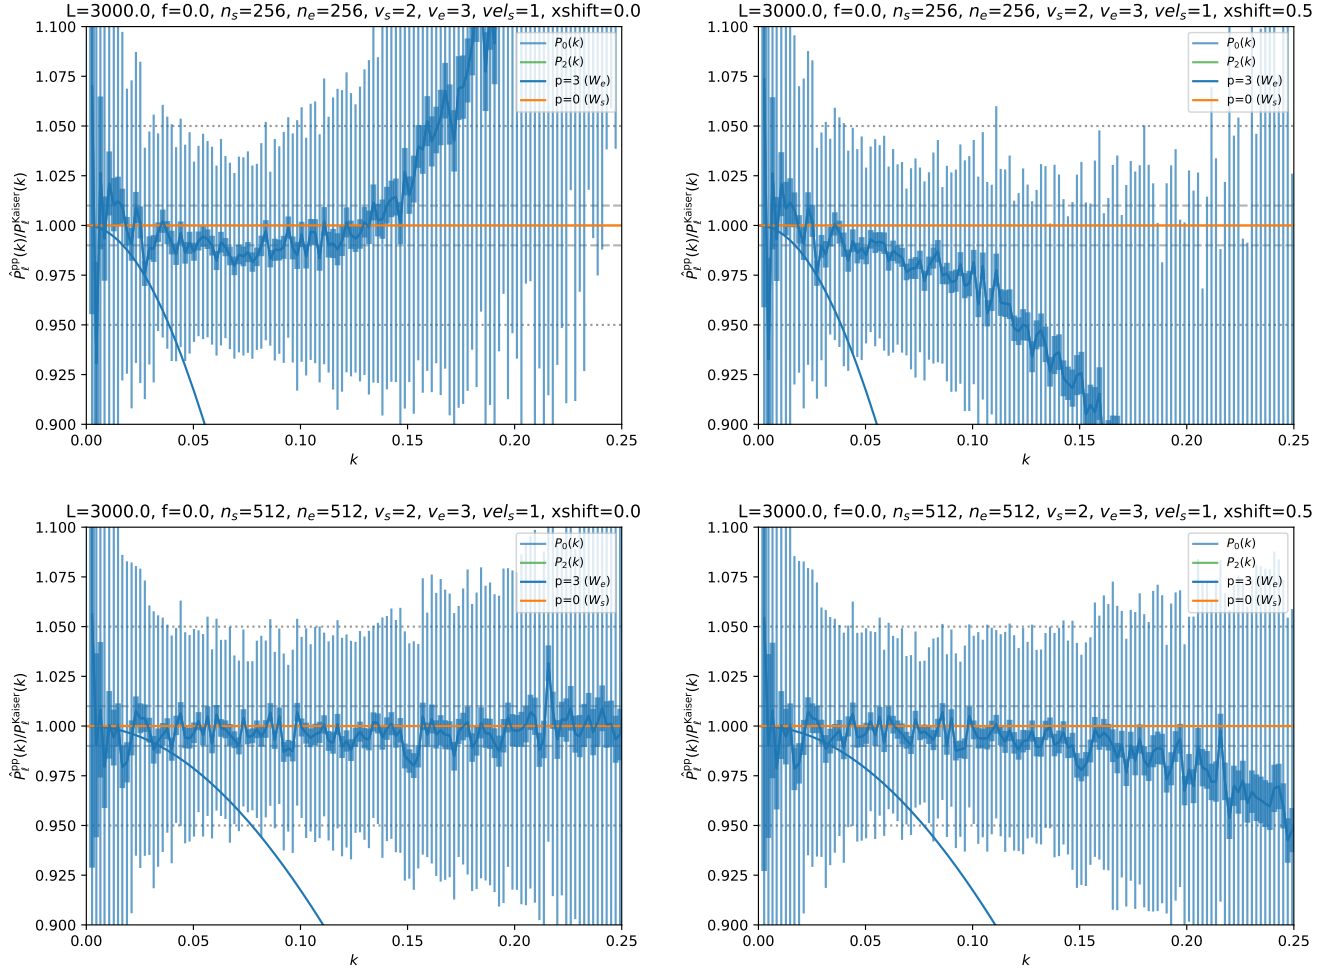 L=3000.0, f=0.0, n_s=256, n_e=256, v_s=2, v_e=3, vel_s=1, xshift=0.0
1.100
1.075
1.050
1.025
1.000
0.975
0.950
0.925
0.900
P̂_ℓ^pp(k)/P_ℓ^Kaiser(k)
P_0(k)
P_2(k)
p=3 (W_e)
p=0 (W_s)
0.00 0.05 0.10 0.15 0.20 0.25
k
L=3000.0, f=0.0, n_s=256, n_e=256, v_s=2, v_e=3, vel_s=1, xshift=0.5
1.100
1.075
1.050
1.025
1.000
0.975
0.950
0.925
0.900
P̂_ℓ^pp(k)/P_ℓ^Kaiser(k)
P_0(k)
P_2(k)
p=3 (W_e)
p=0 (W_s)
0.00 0.05 0.10 0.15 0.20 0.25
k
L=3000.0, f=0.0, n_s=512, n_e=512, v_s=2, v_e=3, vel_s=1, xshift=0.0
1.100
1.075
1.050
1.025
1.000
0.975
0.950
0.925
0.900
P̂_ℓ^pp(k)/P_ℓ^Kaiser(k)
P_0(k)
P_2(k)
p=3 (W_e)
p=0 (W_s)
0.00 0.05 0.10 0.15 0.20 0.25
k
L=3000.0, f=0.0, n_s=512, n_e=512, v_s=2, v_e=3, vel_s=1, xshift=0.5
1.100
1.075
1.050
1.025
1.000
0.975
0.950
0.925
0.900
P̂_ℓ^pp(k)/P_ℓ^Kaiser(k)
P_0(k)
P_2(k)
p=3 (W_e)
p=0 (W_s)
0.00 0.05 0.10 0.15 0.20 0.25
k